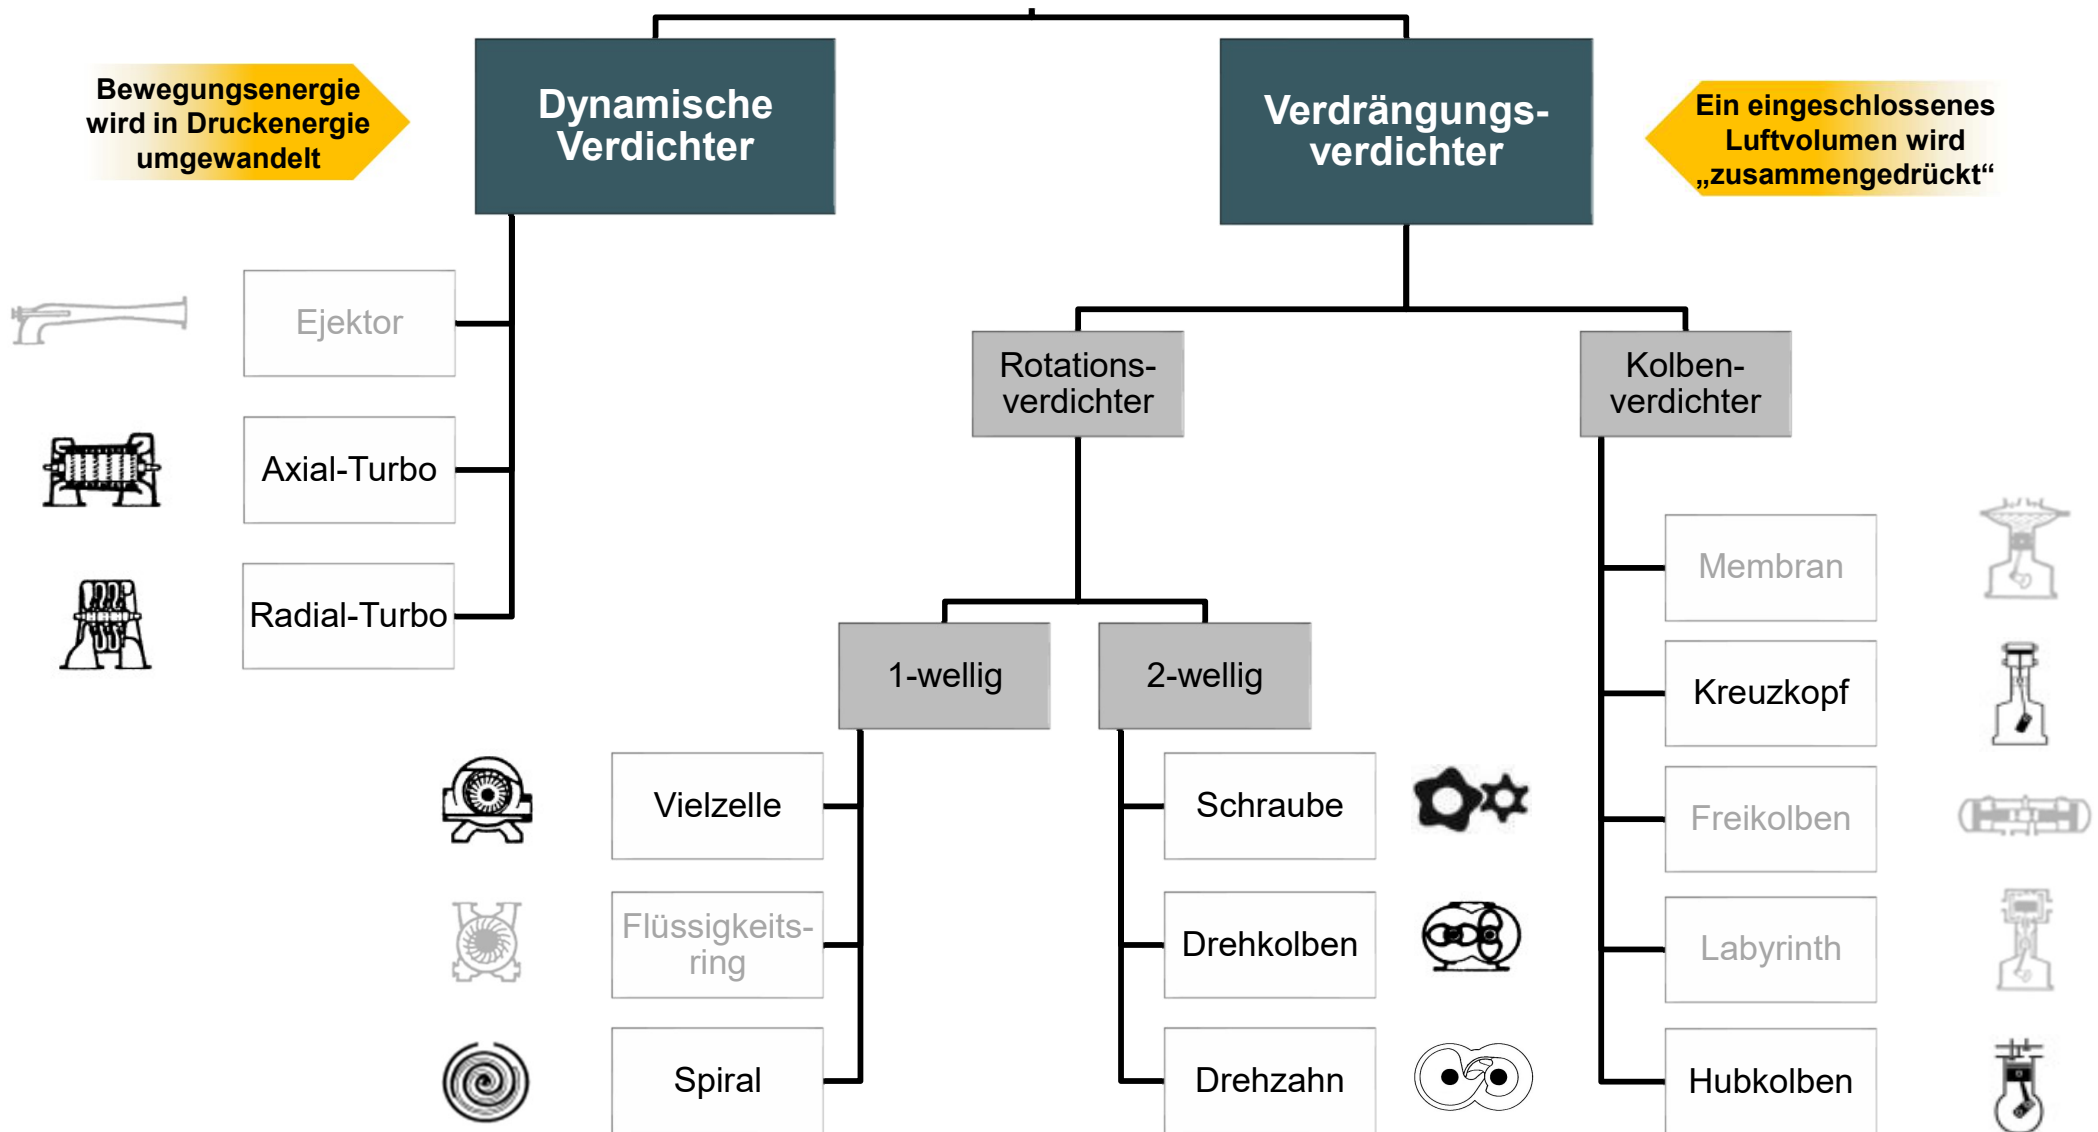 Bewegungsenergie
wird in Druckenergie
umgewandelt
Dynamische
Verdichter
Verdrängungs-
verdichter
Ein eingeschlossenes
Luftvolumen wird
„zusammengedrückt“
Ejektor
Axial-Turbo
Radial-Turbo
Rotations-
verdichter
Kolben-
verdichter
1-wellig
2-wellig
Vielzelle
Flüssigkeits-
ring
Spiral
Schraube
Drehkolben
Drehzahn
Membran
Kreuzkopf
Freikolben
Labyrinth
Hubkolben